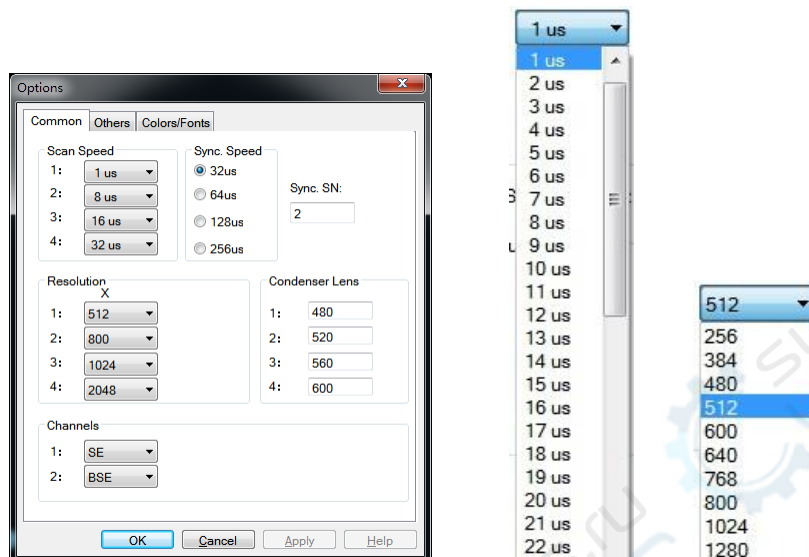 Options
Common Others Colors/Fonts
Scan Speed
1: 1 us
2: 8 us
3: 16 us
4: 32 us
Sync. Speed
32us
64us
128us
256us
Sync. SN:
2
Resolution
X
1: 512
2: 800
3: 1024
4: 2048
Condenser Lens
1: 480
2: 520
3: 560
4: 600
Channels
1: SE
2: BSE
OK Cancel Apply Help
1 us
1 us
2 us
3 us
4 us
5 us
6 us
7 us
8 us
9 us
10 us
11 us
12 us
13 us
14 us
15 us
16 us
17 us
18 us
19 us
20 us
21 us
22 us
512
256
384
480
512
600
640
768
800
1024
1280